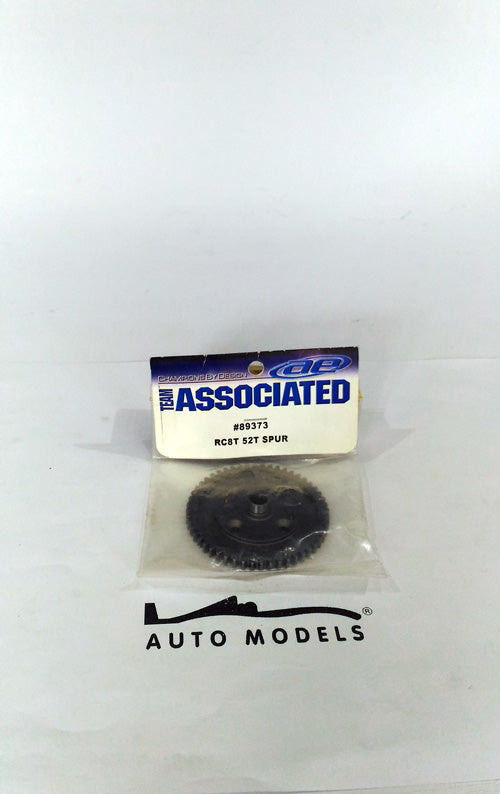 CHAMPIONS BY DESIGN ae
TEAM ASSOCIATED
#89373
RC8T 52T SPUR
®
AUTO MODELS